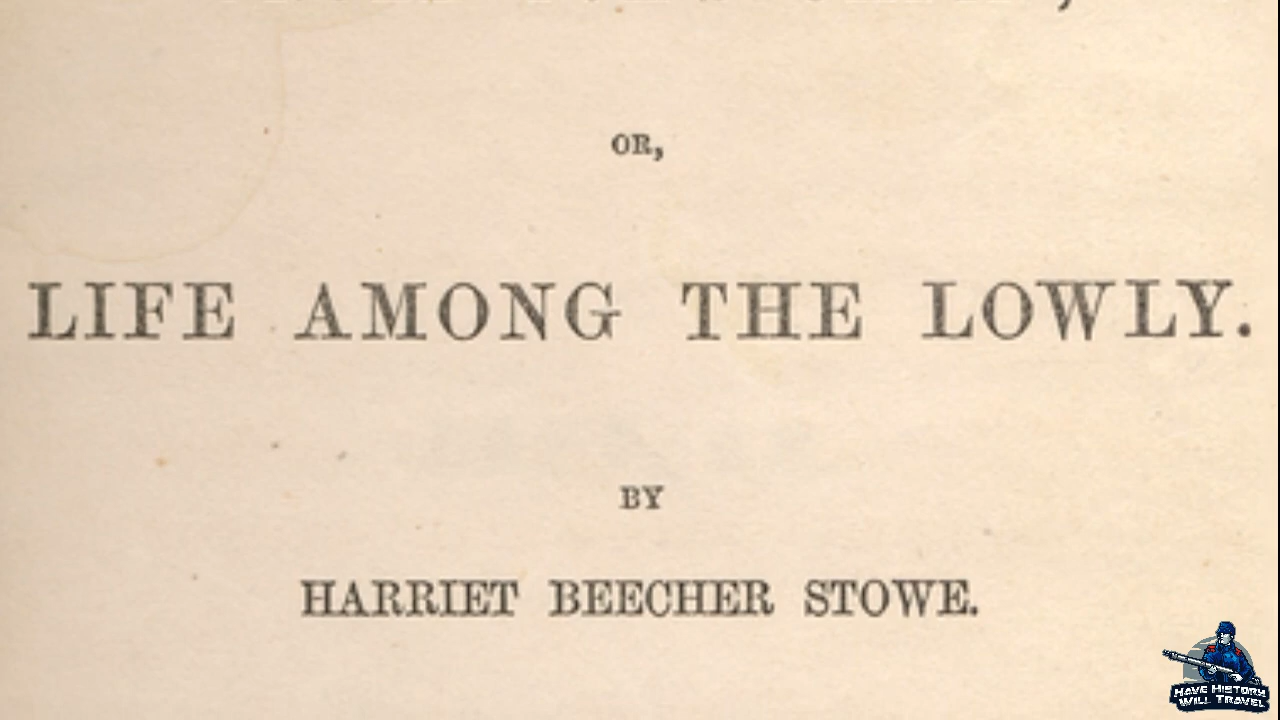 OR,
LIFE AMONG THE LOWLY.
BY
HARRIET BEECHER STOWE.
HAVE HISTORY
WILL TRAVEL